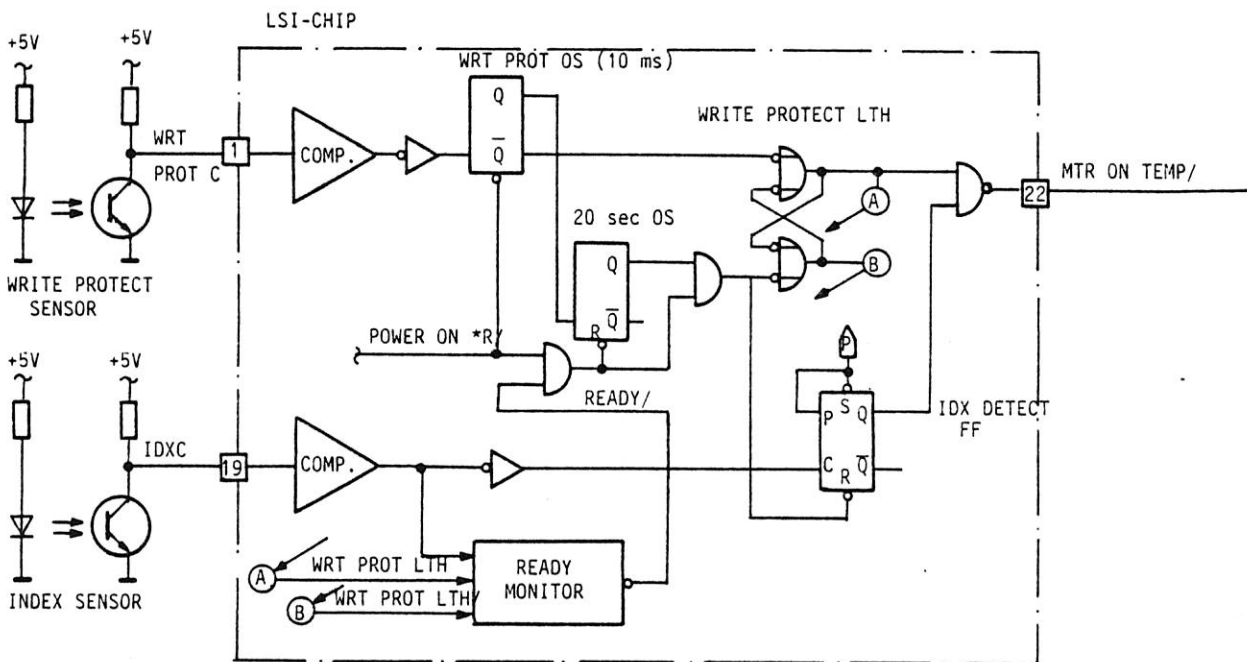 LSI-CHIP
+5V
+5V
WRT PROT OS (10 ms)
Q
Q
WRITE PROTECT LTH
WRT
PROT C
1
COMP.
MTR ON TEMP/
22
A
20 sec OS
WRITE PROTECT
SENSOR
Q
Q
R
B
POWER ON *R/
READY/
P
+5V
+5V
IDXC
19
COMP.
P
S
Q
C
R
Q
IDX DETECT
FF
A
WRT PROT LTH
READY
MONITOR
B
WRT PROT LTH/
INDEX SENSOR